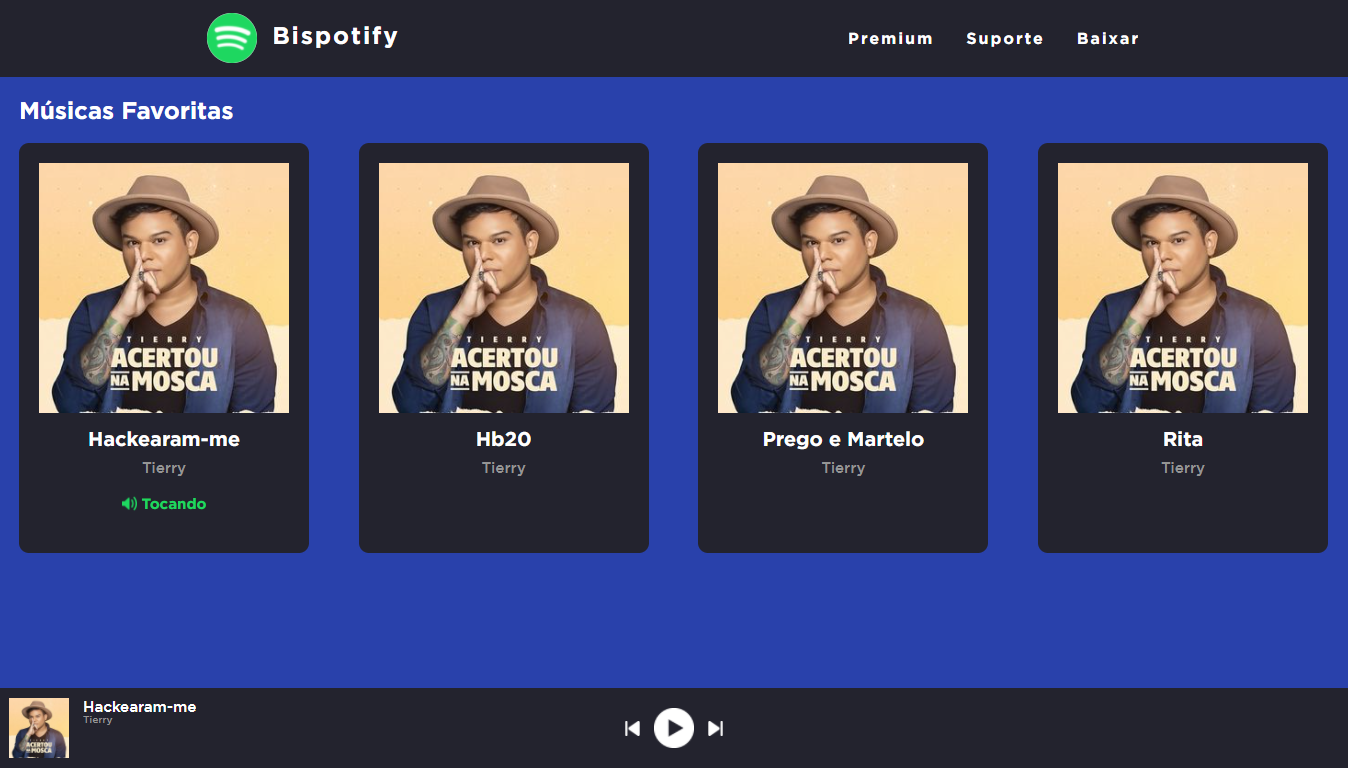 Bispotify
Premium Suporte Baixar
Músicas Favoritas
TIERRY
ACERTOU
NA MOSCA
Hackearam-me
Tierry
Tocando
TIERRY
ACERTOU
NA MOSCA
Hb20
Tierry
TIERRY
ACERTOU
NA MOSCA
Prego e Martelo
Tierry
TIERRY
ACERTOU
NA MOSCA
Rita
Tierry
ACERTOU
NA MOSCA
Hackearam-me
Tierry